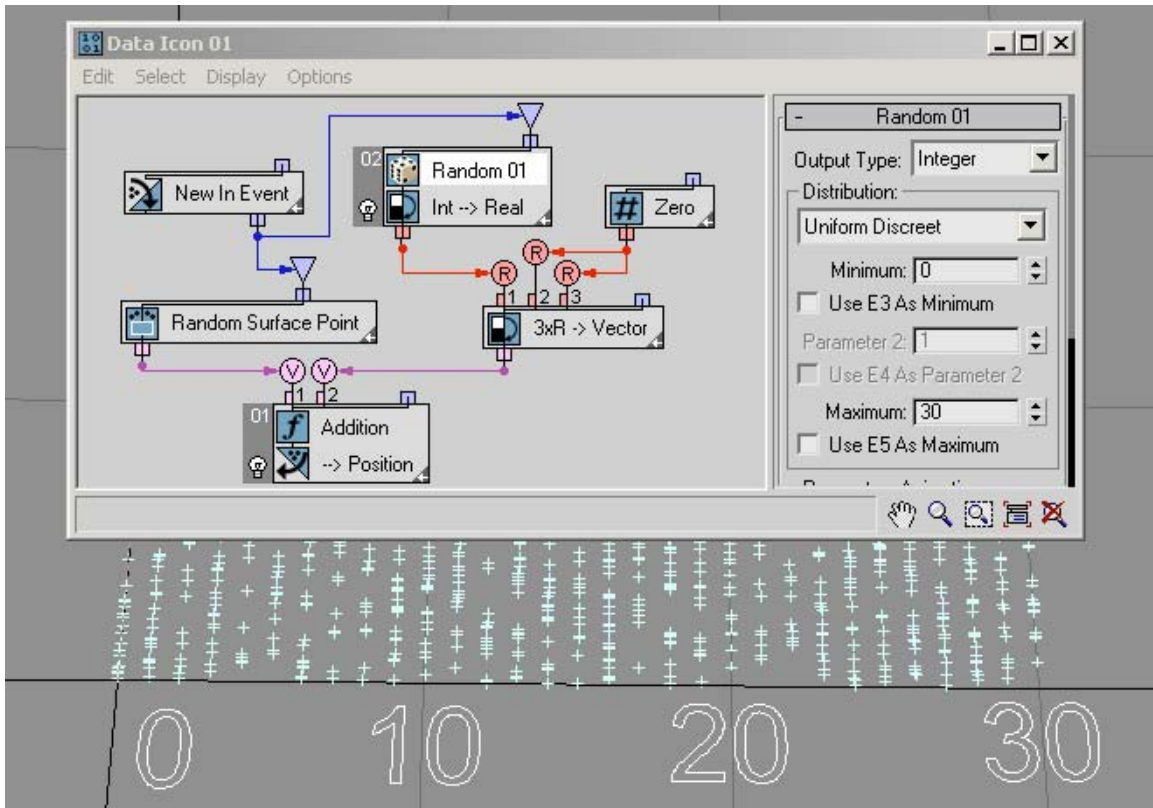 Data Icon 01
Edit Select Display Options
02
Random 01
New In Event
Int --> Real
# Zero
R
R R
1 2 3
Random Surface Point
3xR -> Vector
V V
1 2
01
f Addition
--> Position
- Random 01
Output Type: Integer
Distribution:
Uniform Discreet
Minimum: 0
Use E3 As Minimum
Parameter 2: 1
Use E4 As Parameter 2
Maximum: 30
Use E5 As Maximum
0 10 20 30